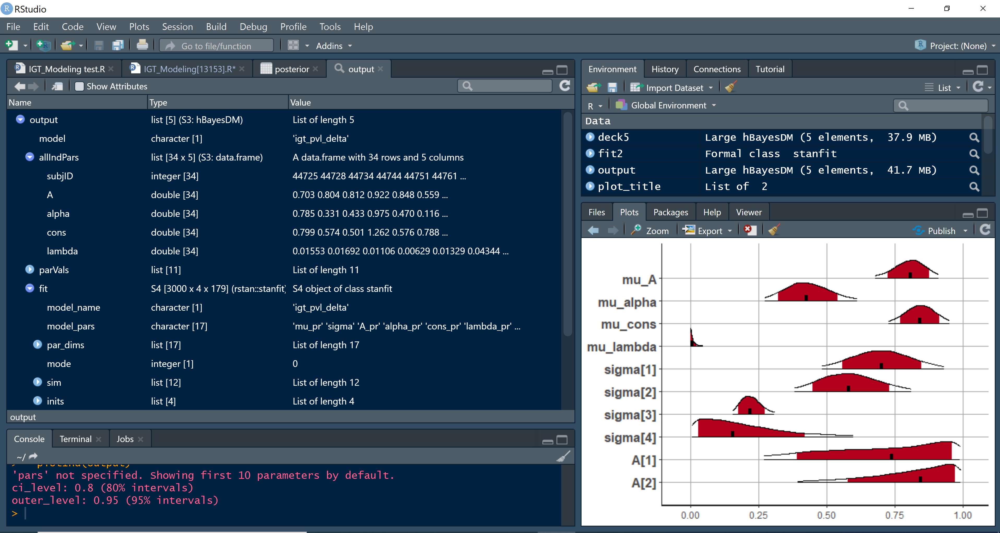 RStudio
File Edit Code View Plots Session Build Debug Profile Tools Help
Go to file/function Addins Project: (None)
IGT_Modeling test.R IGT_Modeling[13153].R* posterior output
Show Attributes
Name Type Value
output list [5] (S3: hBayesDM) List of length 5
model character [1] 'igt_pvl_delta'
allIndPars list [34 x 5] (S3: data.frame) A data.frame with 34 rows and 5 columns
subjID integer [34] 44725 44728 44734 44744 44751 44761 ...
A double [34] 0.703 0.804 0.812 0.922 0.848 0.559 ...
alpha double [34] 0.785 0.331 0.433 0.975 0.470 0.116 ...
cons double [34] 0.799 0.574 0.501 1.262 0.576 0.788 ...
lambda double [34] 0.01553 0.01692 0.01106 0.00629 0.01329 0.04344 ...
parVals list [11] List of length 11
fit S4 [3000 x 4 x 179] (rstan::stanfit) S4 object of class stanfit
model_name character [1] 'igt_pvl_delta'
model_pars character [17] 'mu_pr' 'sigma' 'A_pr' 'alpha_pr' 'cons_pr' 'lambda_pr' ...
par_dims list [17] List of length 17
mode integer [1] 0
sim list [12] List of length 12
inits list [4] List of length 4
output
Console Terminal Jobs
~/
> plotInd(output)
'pars' not specified. Showing first 10 parameters by default.
ci_level: 0.8 (80% intervals)
outer_level: 0.95 (95% intervals)
>
Environment History Connections Tutorial
Import Dataset List
R Global Environment
Data
deck5 Large hBayesDM (5 elements, 37.9 MB)
fit2 Formal class stanfit
output Large hBayesDM (5 elements, 41.7 MB)
plot_title List of 2
Files Plots Packages Help Viewer
Zoom Export Publish
mu_A
mu_alpha
mu_cons
mu_lambda
sigma[1]
sigma[2]
sigma[3]
sigma[4]
A[1]
A[2]
0.00 0.25 0.50 0.75 1.00